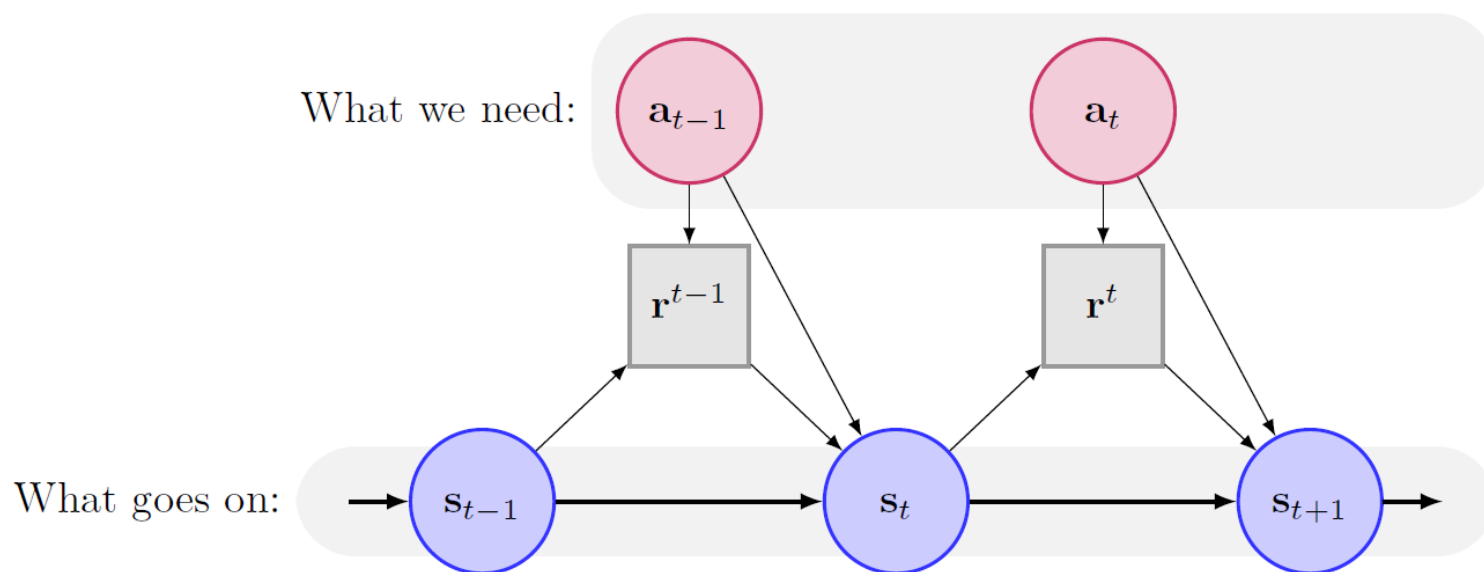 What we need: a_{t−1} a_t
r^{t−1} r^t
What goes on: s_{t−1} s_t s_{t+1}